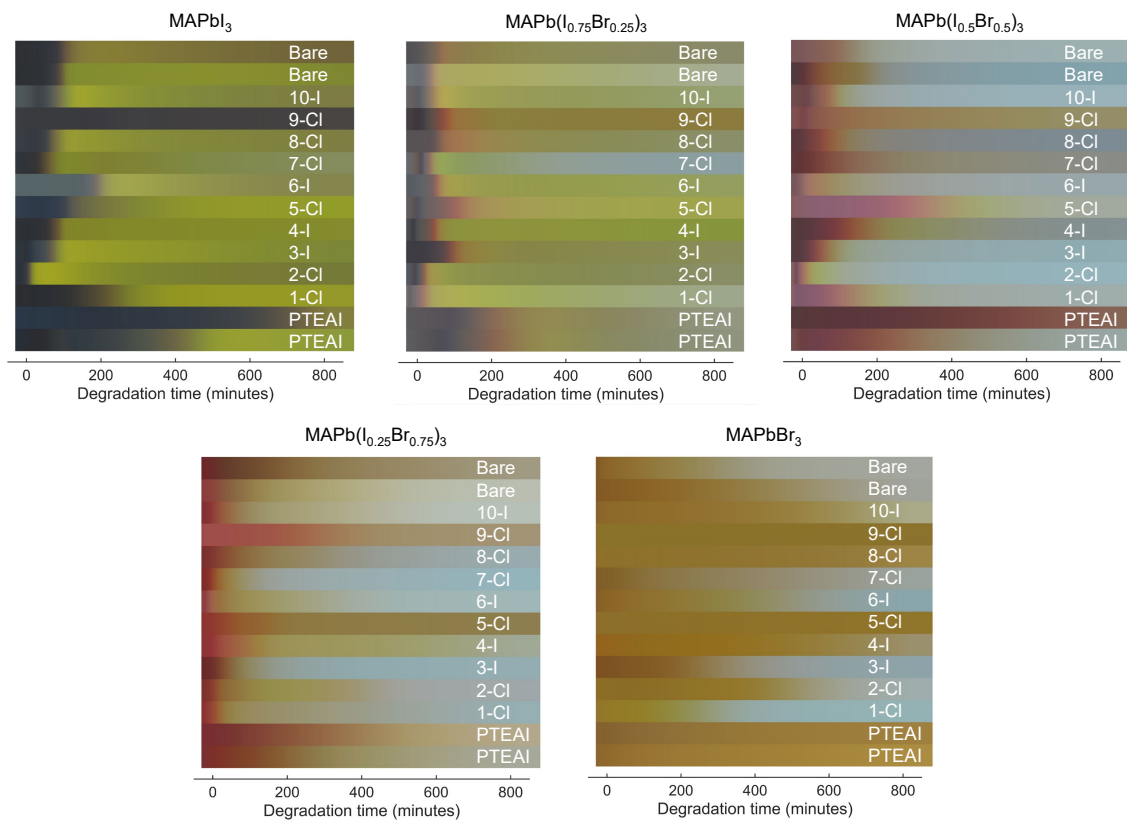 MAPbI3
MAPb(I0.75Br0.25)3
MAPb(I0.5Br0.5)3
Bare
Bare
10-I
9-Cl
8-Cl
7-Cl
6-I
5-Cl
4-I
3-I
2-Cl
1-Cl
PTEAI
PTEAI
0 200 400 600 800
Degradation time (minutes)
Bare
Bare
10-I
9-Cl
8-Cl
7-Cl
6-I
5-Cl
4-I
3-I
2-Cl
1-Cl
PTEAI
PTEAI
0 200 400 600 800
Degradation time (minutes)
Bare
Bare
10-I
9-Cl
8-Cl
7-Cl
6-I
5-Cl
4-I
3-I
2-Cl
1-Cl
PTEAI
PTEAI
0 200 400 600 800
Degradation time (minutes)
MAPb(I0.25Br0.75)3
MAPbBr3
Bare
Bare
10-I
9-Cl
8-Cl
7-Cl
6-I
5-Cl
4-I
3-I
2-Cl
1-Cl
PTEAI
PTEAI
0 200 400 600 800
Degradation time (minutes)
Bare
Bare
10-I
9-Cl
8-Cl
7-Cl
6-I
5-Cl
4-I
3-I
2-Cl
1-Cl
PTEAI
PTEAI
0 200 400 600 800
Degradation time (minutes)